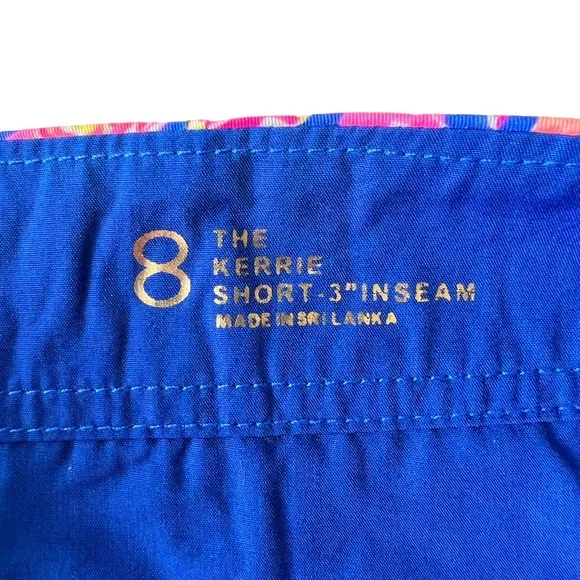 8
THE
KERRIE
SHORT-3"INSEAM
MADE IN SRI LANKA